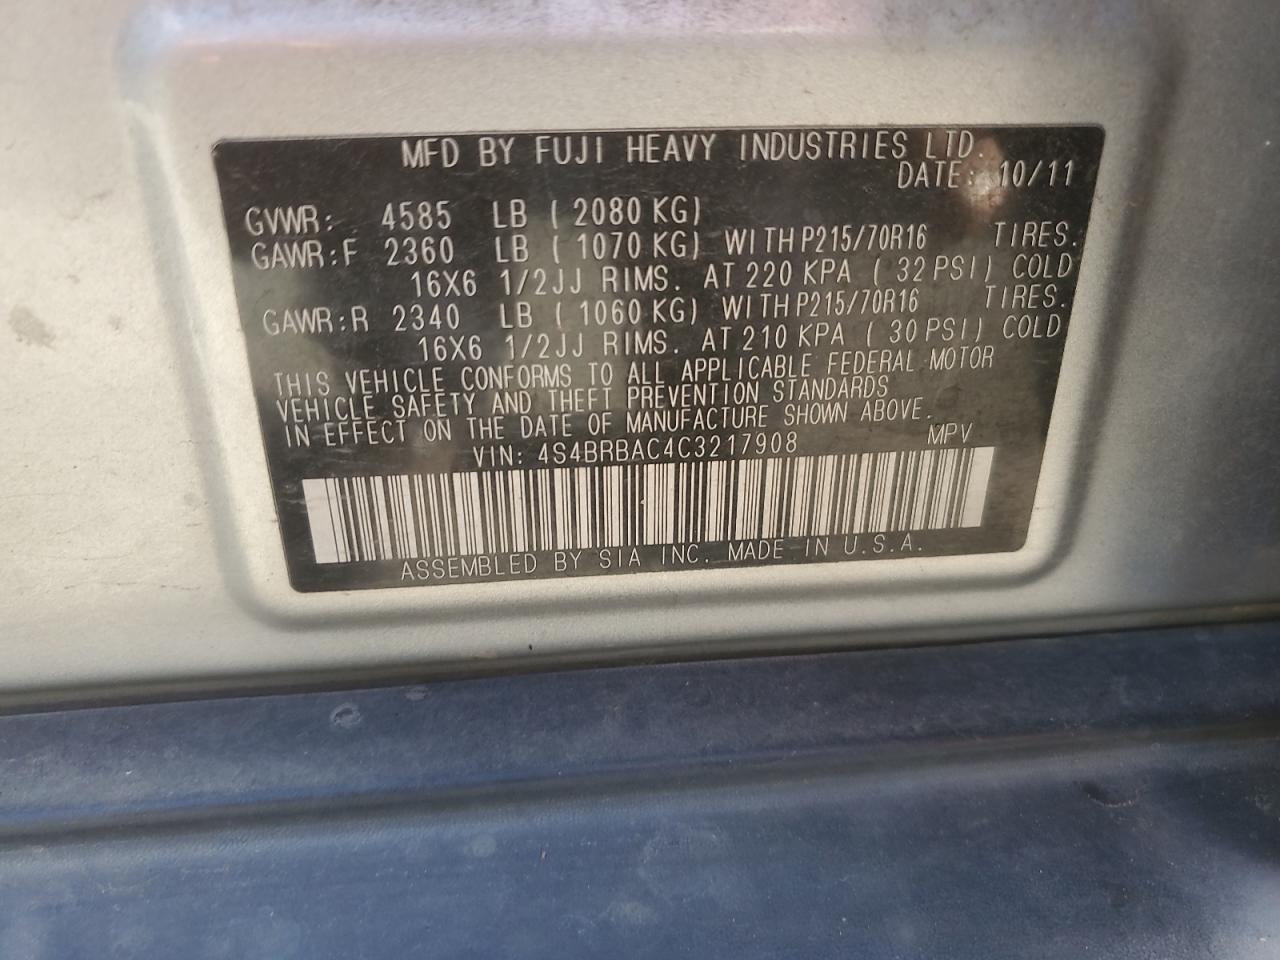 MFD BY FUJI HEAVY INDUSTRIES LTD.
DATE: 10/11
GVWR: 4585 LB ( 2080 KG)
GAWR:F 2360 LB ( 1070 KG) WITH P215/70R16 TIRES.
16X6 1/2JJ RIMS. AT 220 KPA ( 32 PSI) COLD
GAWR:R 2340 LB ( 1060 KG) WITH P215/70R16 TIRES.
16X6 1/2JJ RIMS. AT 210 KPA ( 30 PSI) COLD
THIS VEHICLE CONFORMS TO ALL APPLICABLE FEDERAL MOTOR
VEHICLE SAFETY AND THEFT PREVENTION STANDARDS
IN EFFECT ON THE DATE OF MANUFACTURE SHOWN ABOVE.
VIN: 4S4BRBAC4C3217908 MPV
ASSEMBLED BY SIA INC. MADE IN U.S.A.